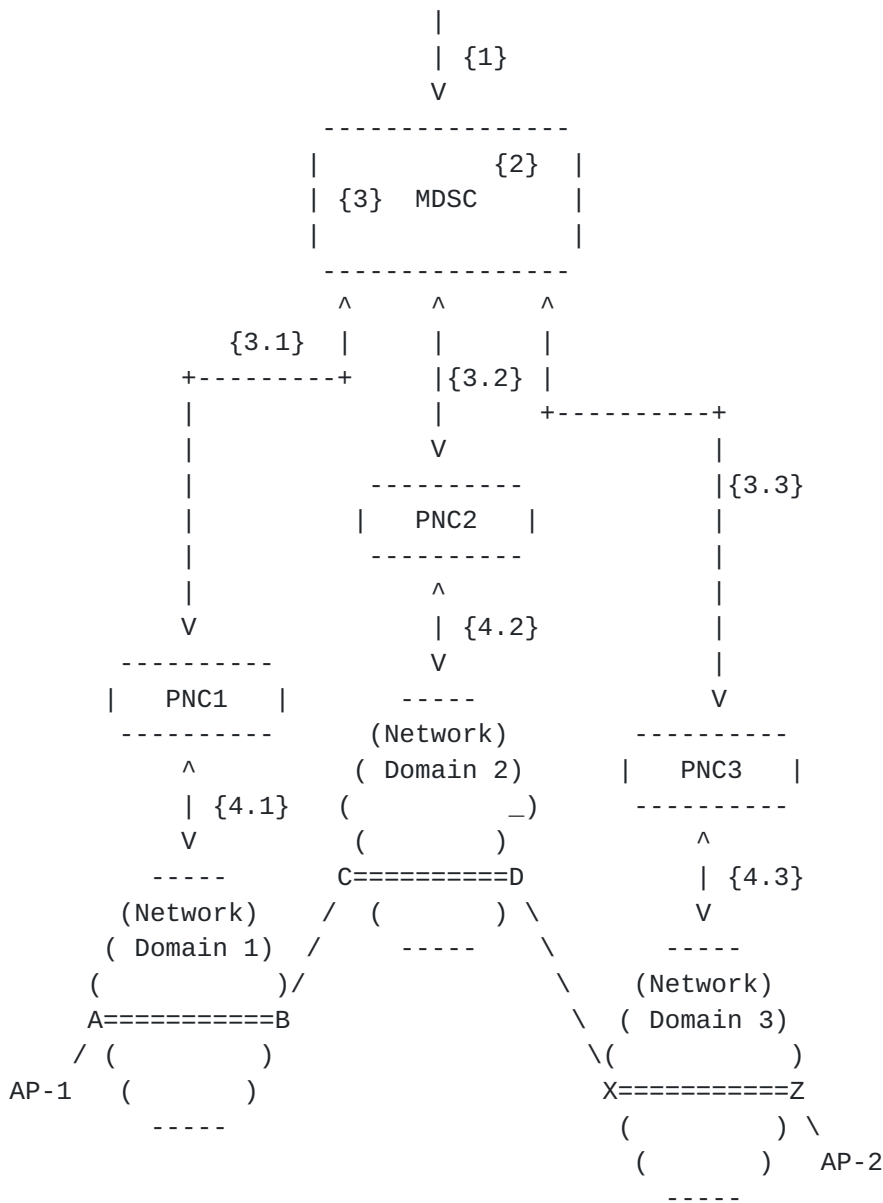 {1}
{2}
{3} MDSC
{3.1}
{3.2}
{3.3}
PNC2
{4.2}
PNC1
(Network)
( Domain 2)
PNC3
{4.1}
C==========D
{4.3}
(Network)
( Domain 1)
(Network)
A===========B
( Domain 3)
AP-1
X===========Z
AP-2